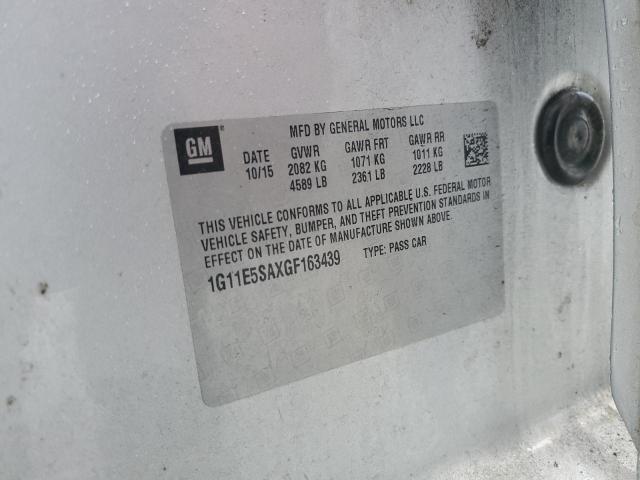 GM
MFD BY GENERAL MOTORS LLC
DATE GVWR GAWR FRT GAWR RR
10/15 2082 KG 1071 KG 1011 KG
4589 LB 2361 LB 2228 LB
THIS VEHICLE CONFORMS TO ALL APPLICABLE U.S. FEDERAL MOTOR
VEHICLE SAFETY, BUMPER, AND THEFT PREVENTION STANDARDS IN
EFFECT ON THE DATE OF MANUFACTURE SHOWN ABOVE.
1G11E5SAXGF163439 TYPE: PASS CAR